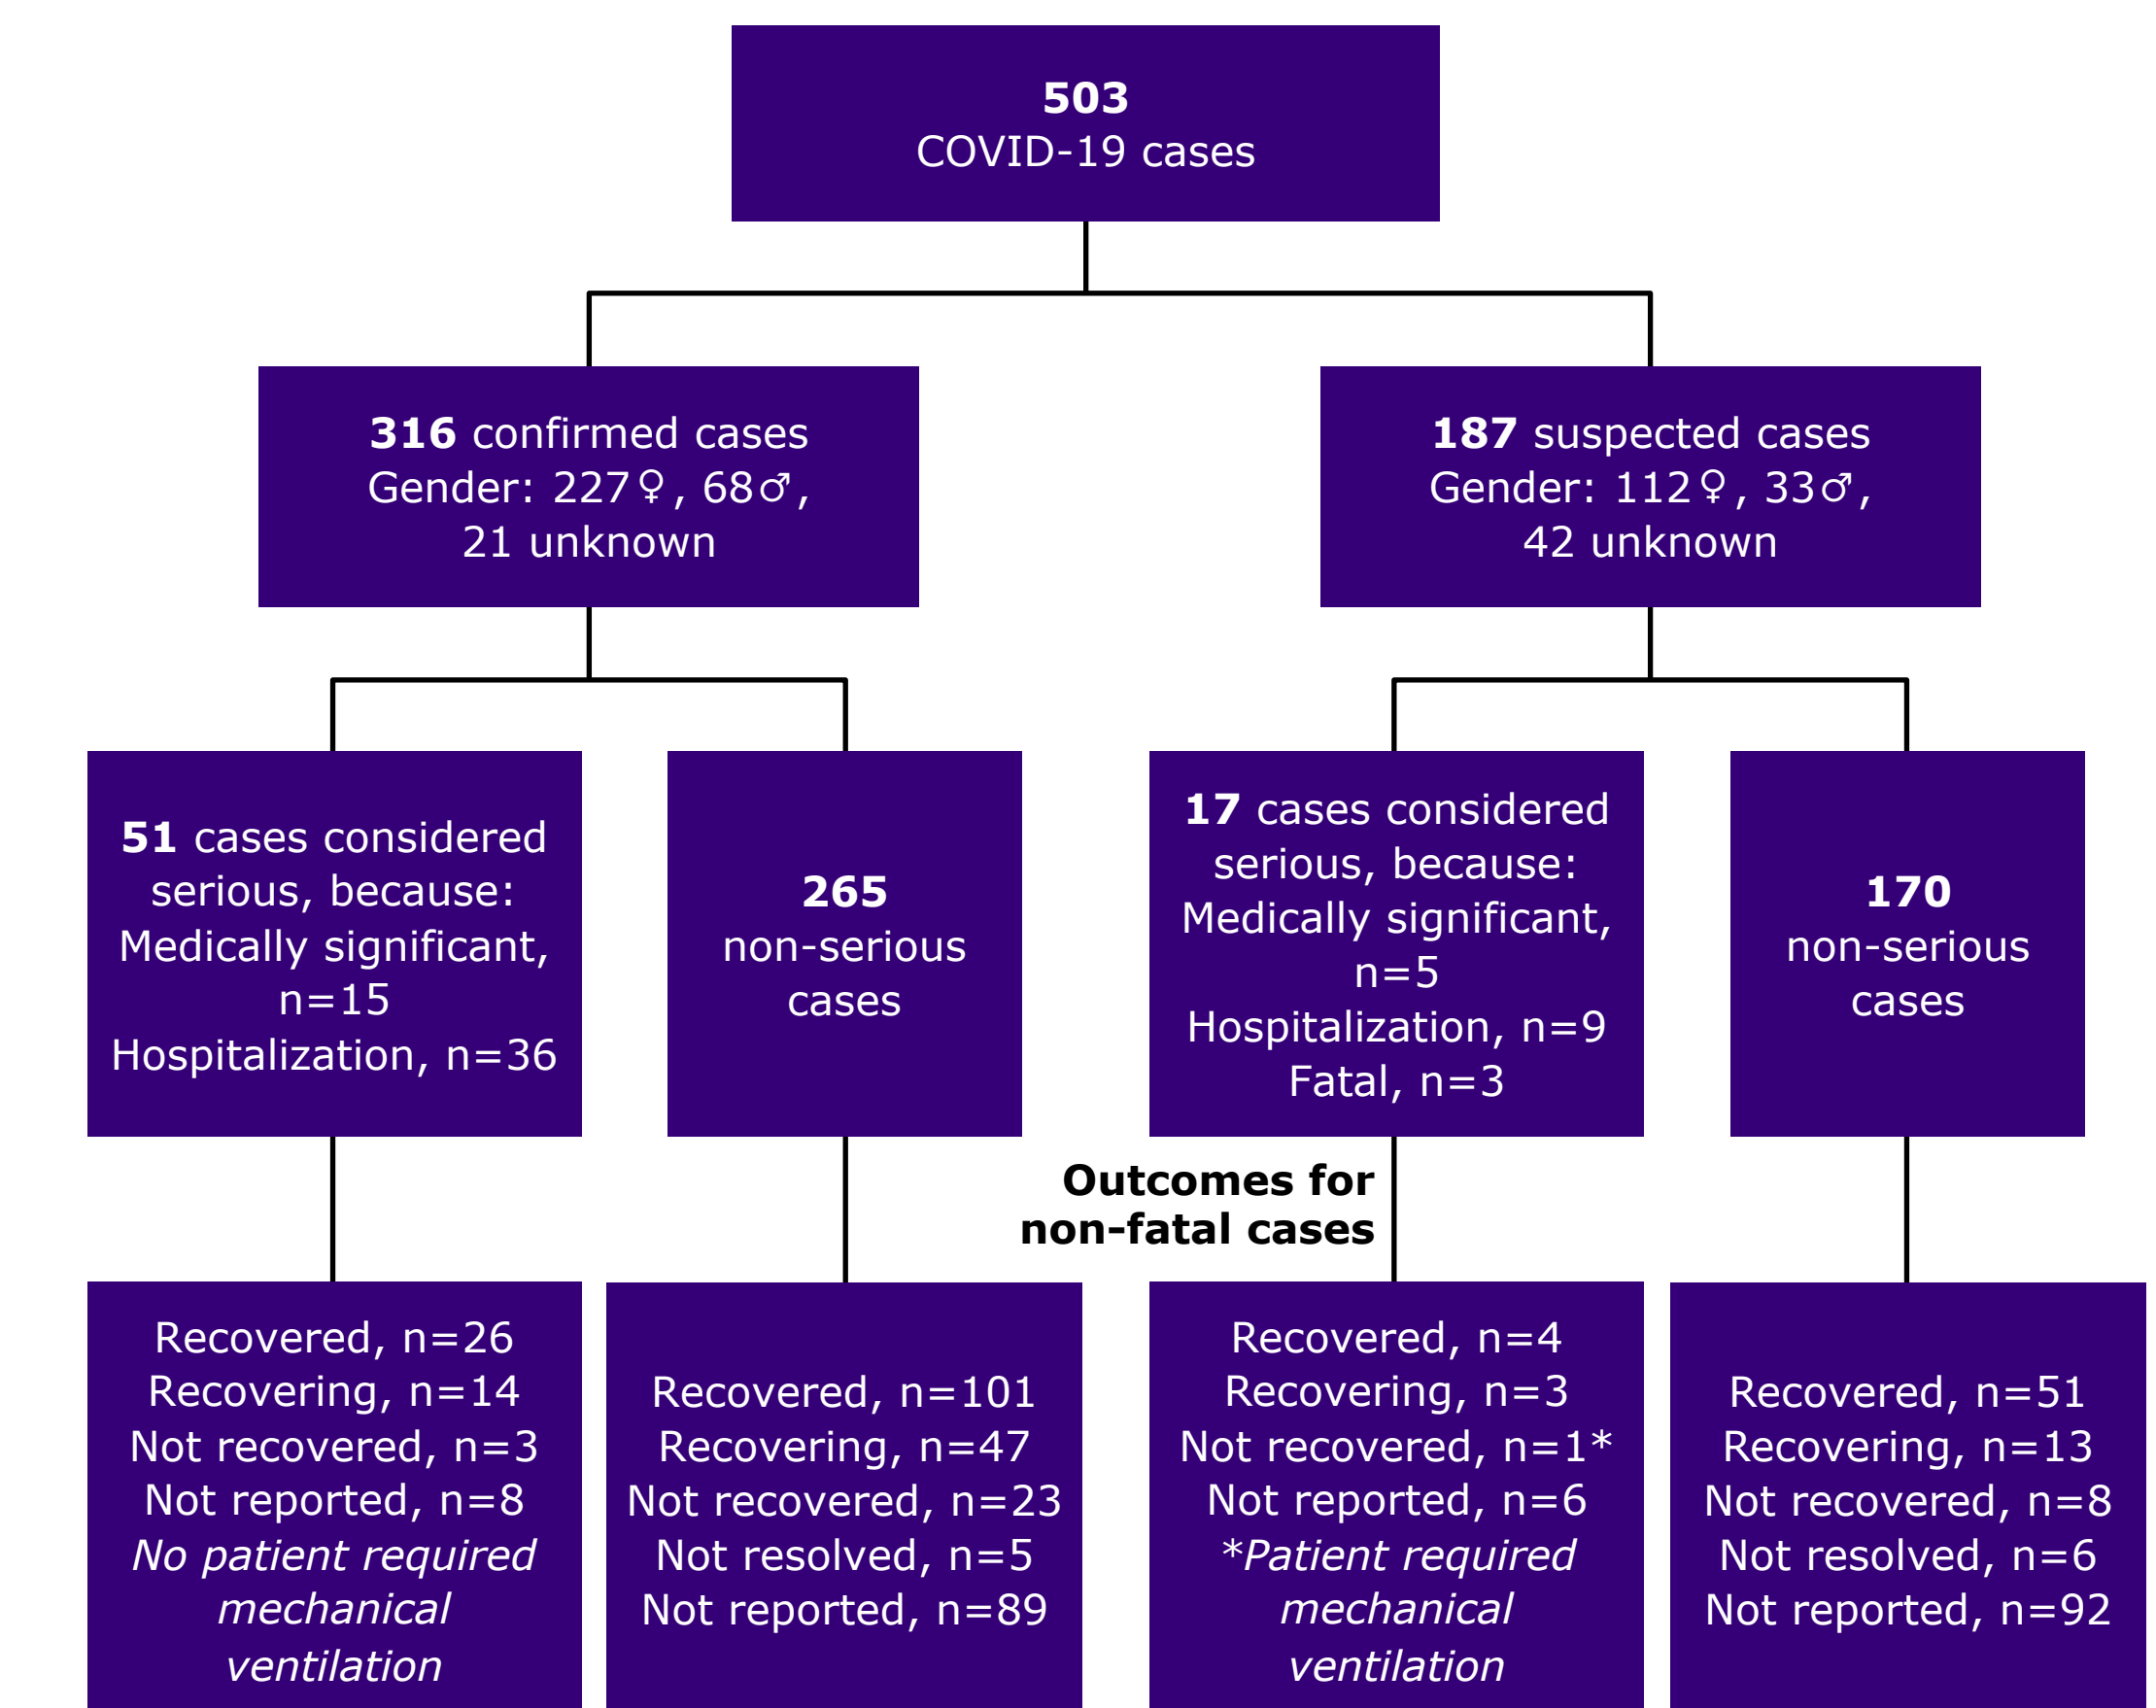 503
COVID-19 cases
316 confirmed cases
Gender: 227♀, 68♂,
21 unknown
187 suspected cases
Gender: 112♀, 33♂,
42 unknown
51 cases considered
serious, because:
Medically significant,
n=15
Hospitalization, n=36
265
non-serious
cases
17 cases considered
serious, because:
Medically significant,
n=5
Hospitalization, n=9
Fatal, n=3
170
non-serious
cases
Outcomes for
non-fatal cases
Recovered, n=26
Recovering, n=14
Not recovered, n=3
Not reported, n=8
No patient required
mechanical
ventilation
Recovered, n=101
Recovering, n=47
Not recovered, n=23
Not resolved, n=5
Not reported, n=89
Recovered, n=4
Recovering, n=3
Not recovered, n=1*
Not reported, n=6
*Patient required
mechanical
ventilation
Recovered, n=51
Recovering, n=13
Not recovered, n=8
Not resolved, n=6
Not reported, n=92